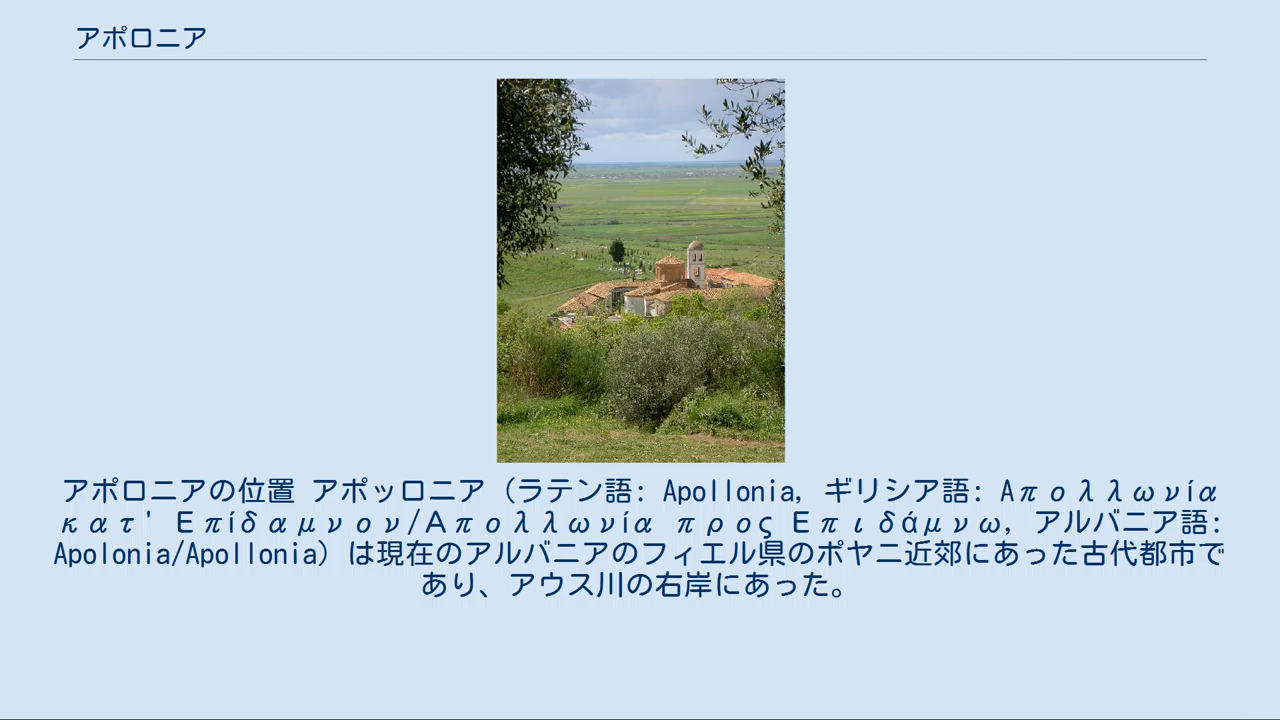 アポロニア
アポロニアの位置 アポッロニア（ラテン語: Apollonia, ギリシア語: Aπολλωνία
κατ' Επίδαμνον/Απολλωνία προς Επιδάμνω, アルバニア語:
Apolonia/Apollonia）は現在のアルバニアのフィエル県のポヤニ近郊にあった古代都市で
あり、アウス川の右岸にあった。